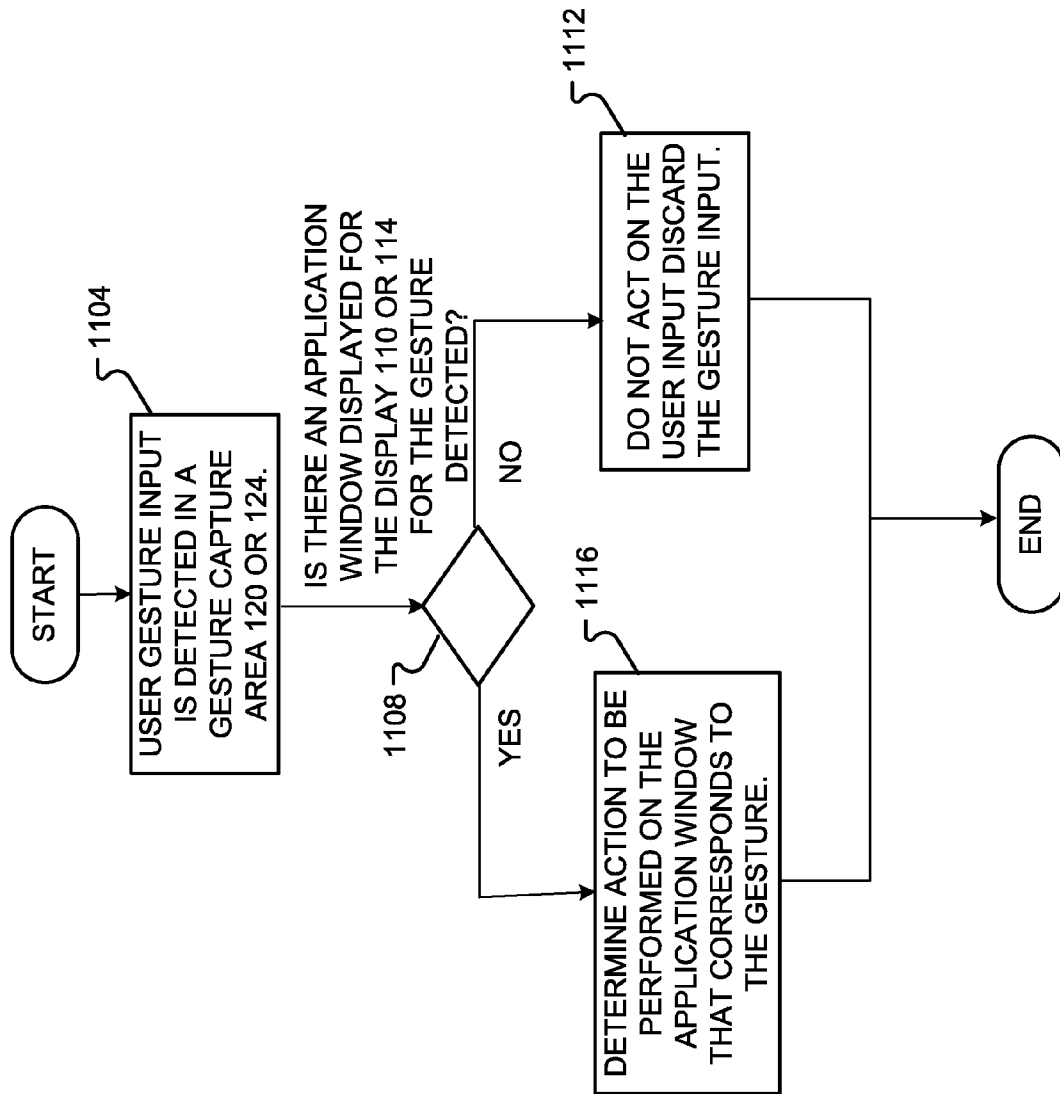 START
1104
USER GESTURE INPUT
IS DETECTED IN A
GESTURE CAPTURE
AREA 120 OR 124.
IS THERE AN APPLICATION
WINDOW DISPLAYED FOR
THE DISPLAY 110 OR 114
FOR THE GESTURE
DETECTED?
1108
YES
NO
1116
DETERMINE ACTION TO BE
PERFORMED ON THE
APPLICATION WINDOW
THAT CORRESPONDS TO
THE GESTURE.
1112
DO NOT ACT ON THE
USER INPUT DISCARD
THE GESTURE INPUT.
END